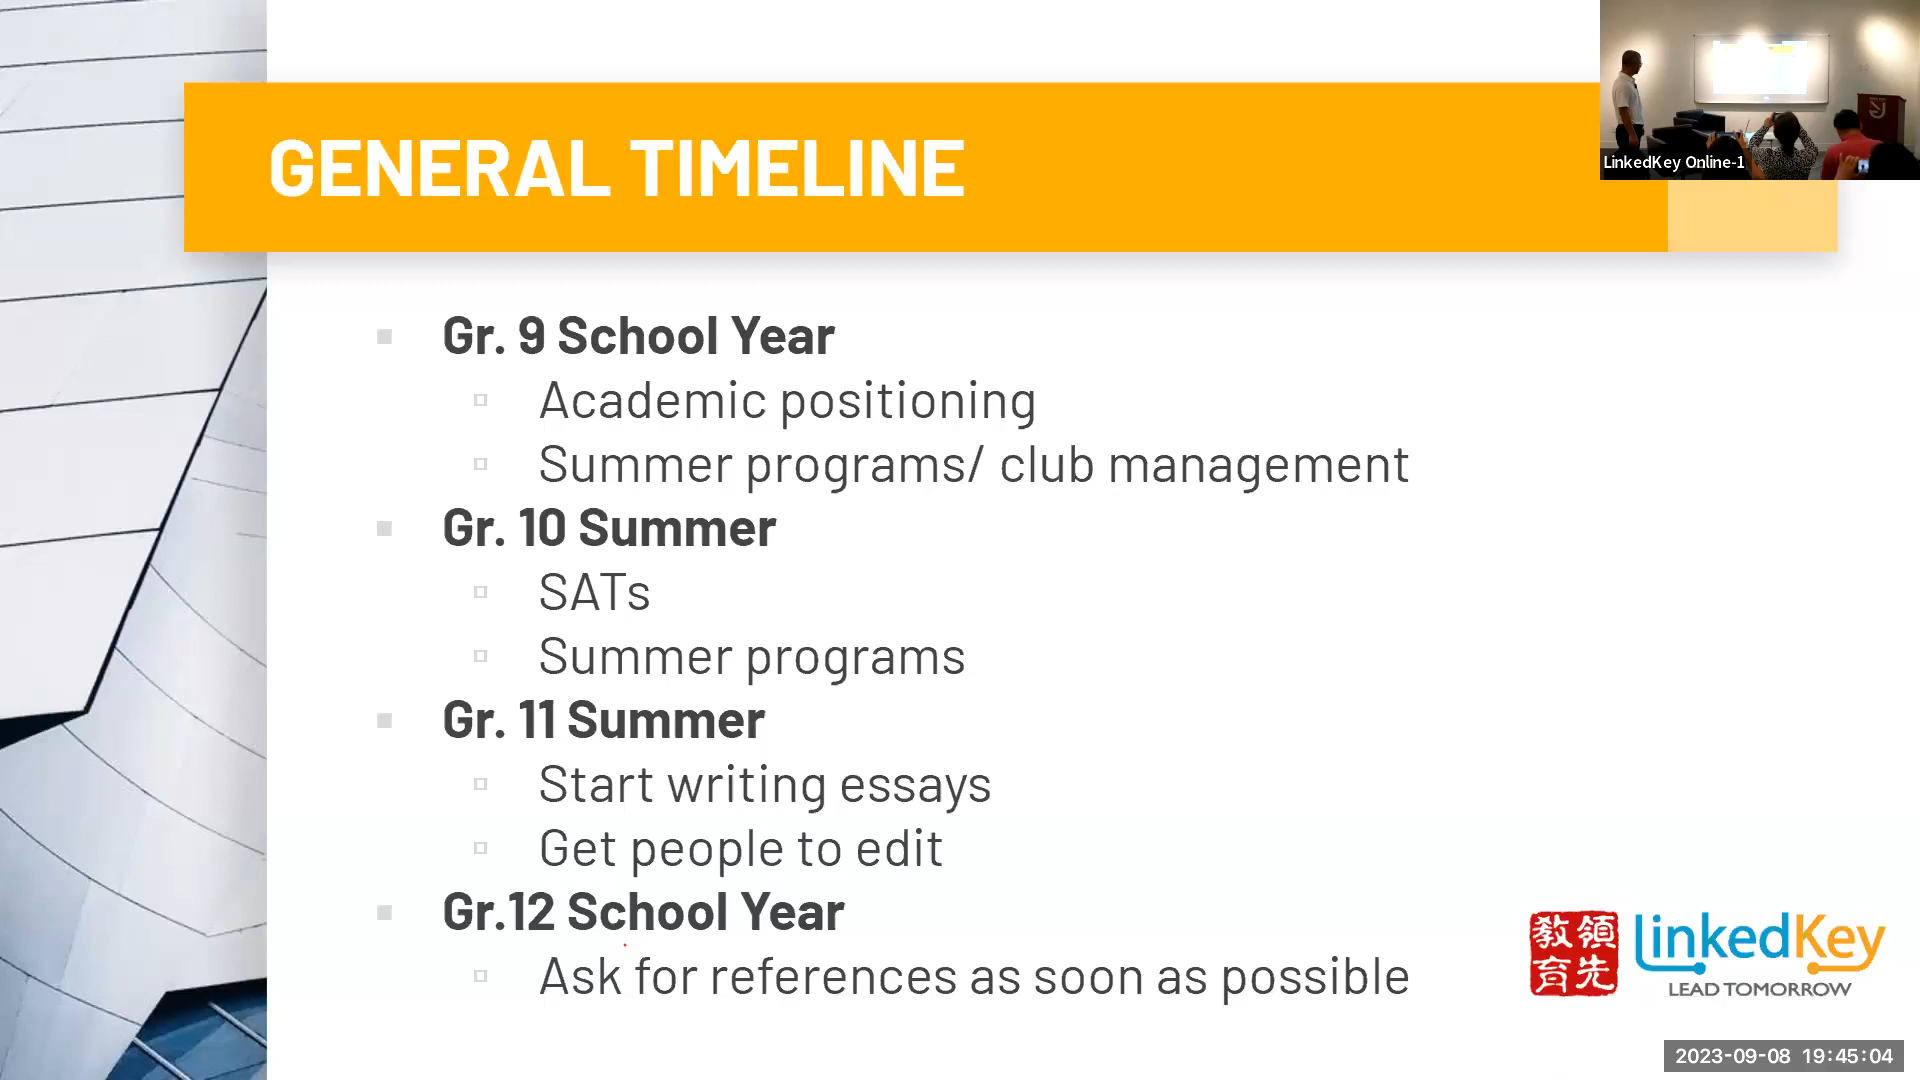 GENERAL TIMELINE
LinkedKey Online-1
Gr. 9 School Year
Academic positioning
Summer programs/ club management
Gr. 10 Summer
SATs
Summer programs
Gr. 11 Summer
Start writing essays
Get people to edit
Gr.12 School Year
Ask for references as soon as possible
教領
育先
LinkedKey
LEAD TOMORROW
2023-09-08 19:45:04